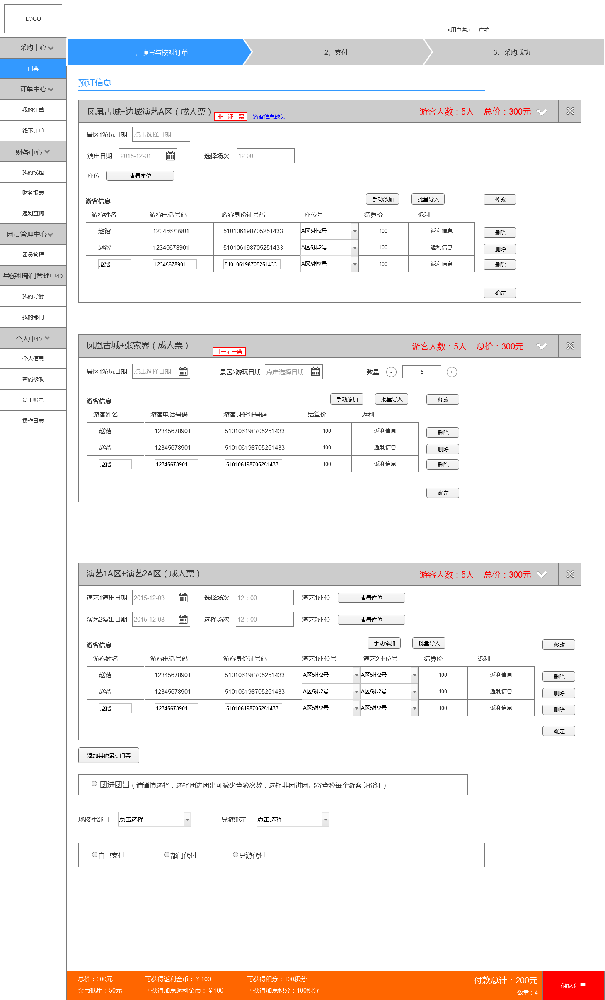 LOGO
<用户名> 注销
采购中心
门票
订单中心
我的订单
线下订单
财务中心
我的钱包
财务报表
返利查询
团员管理中心
团员管理
导游和部门管理中心
我的导游
我的部门
个人中心
个人信息
密码修改
员工账号
操作日志
1、填写与核对订单 2、支付 3、采购成功
预订信息
凤凰古城+边城演艺A区（成人票） 非一证一票 游客信息缺失 游客人数：5人 总价：300元
景区1游玩日期 点击选择日期
演出日期 2015-12-01 选择场次 12:00
座位 查看座位
游客信息 手动添加 批量导入 修改
游客姓名 游客电话号码 游客身份证号码 座位号 结算价 返利
赵锴 12345678901 510106198705251433 A区5排2号 100 返利信息 删除
赵锴 12345678901 510106198705251433 A区5排2号 100 返利信息 删除
赵锴 12345678901 510106198705251433 A区5排2号 100 返利信息 删除
确定
凤凰古城+张家界（成人票） 非一证一票 游客人数：5人 总价：300元
景区1游玩日期 点击选择日期 景区2游玩日期 点击选择日期 数量 - 5 +
游客信息 手动添加 批量导入 修改
游客姓名 游客电话号码 游客身份证号码 结算价 返利
赵锴 12345678901 510106198705251433 100 返利信息 删除
赵锴 12345678901 510106198705251433 100 返利信息 删除
赵锴 12345678901 510106198705251433 100 返利信息 删除
确定
演艺1A区+演艺2A区（成人票） 游客人数：5人 总价：300元
演艺1演出日期 2015-12-03 选择场次 12：00 演艺1座位 查看座位
演艺2演出日期 2015-12-03 选择场次 12：00 演艺2座位 查看座位
游客信息 手动添加 批量导入 修改
游客姓名 游客电话号码 游客身份证号码 演艺1座位号 演艺2座位号 结算价 返利
赵锴 12345678901 510106198705251433 A区5排2号 A区5排2号 100 返利信息 删除
赵锴 12345678901 510106198705251433 A区5排2号 A区5排2号 100 返利信息 删除
赵锴 12345678901 510106198705251433 A区5排2号 A区5排2号 100 返利信息 删除
确定
添加其他景点门票
团进团出（请谨慎选择，选择团进团出可减少查验次数，选择非团进团出将查验每个游客身份证）
地接社部门 点击选择 导游绑定 点击选择
自己支付 部门代付 导游代付
总价：300元 可获得返利金币：￥100 可获得积分：100积分 付款总计：200元
金币抵用：50元 可获得加点返利金币：￥100 可获得加点积分：100积分 数量：4
确认订单